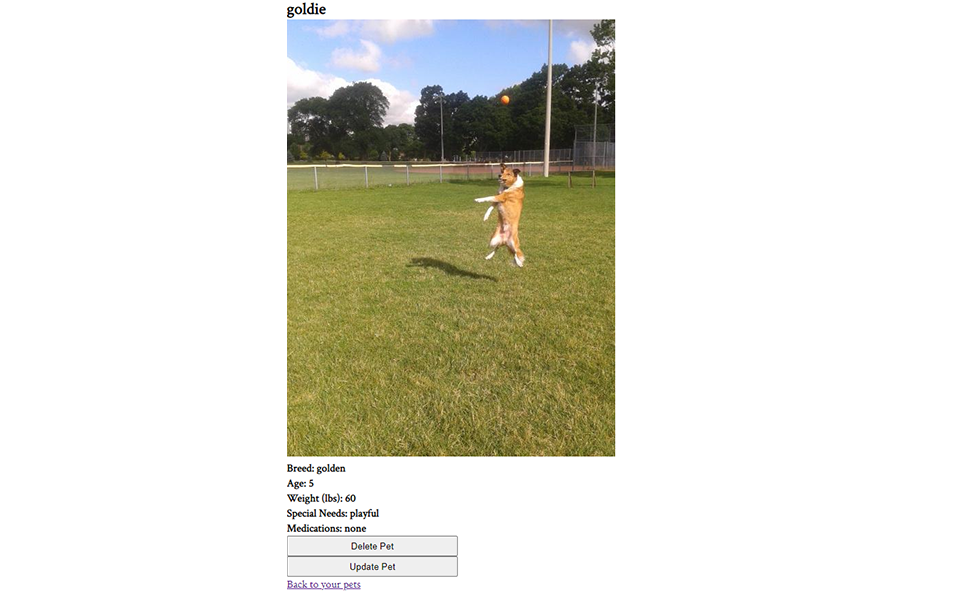 goldie
Breed: golden
Age: 5
Weight (lbs): 60
Special Needs: playful
Medications: none
Delete Pet
Update Pet
Back to your pets